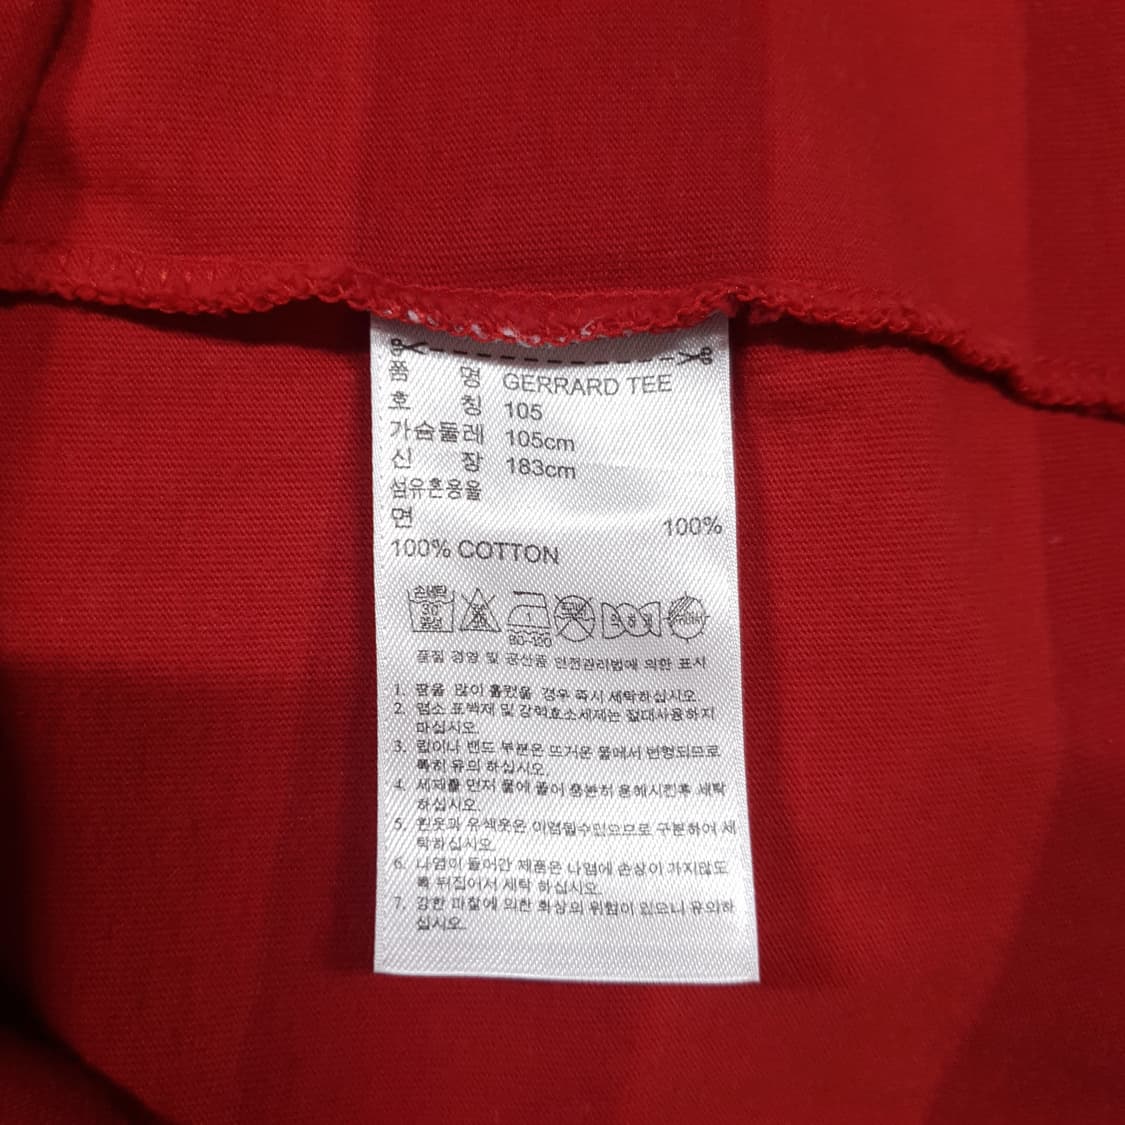 품 명 GERRARD TEE
호 칭 105
가슴둘레 105cm
신 장 183cm
섬유혼용율
면 100%
100% COTTON
손세탁
30
중성
80~120
품질 경영 및 공산품 안전관리법에 의한 표시
1. 땀을 많이 흘렸을 경우 즉시 세탁하십시오
2. 염소 표백제 및 강력효소세제는 절대사용하지
마십시오.
3. 립이나 밴드 부분은 뜨거운 물에서 변형되므로
특히 유의 하십시오.
4. 세제를 먼저 물에 풀어 충분히 용해시킨후 세탁
하십시오.
5. 흰옷과 유색옷은 이염될수있으므로 구분하여 세
탁하십시오.
6. 나염이 들어간 제품은 나염에 손상이 가지않도
록 뒤집어서 세탁 하십시오.
7. 강한 마찰에 의한 화상의 위험이 있으니 유의하
십시오.